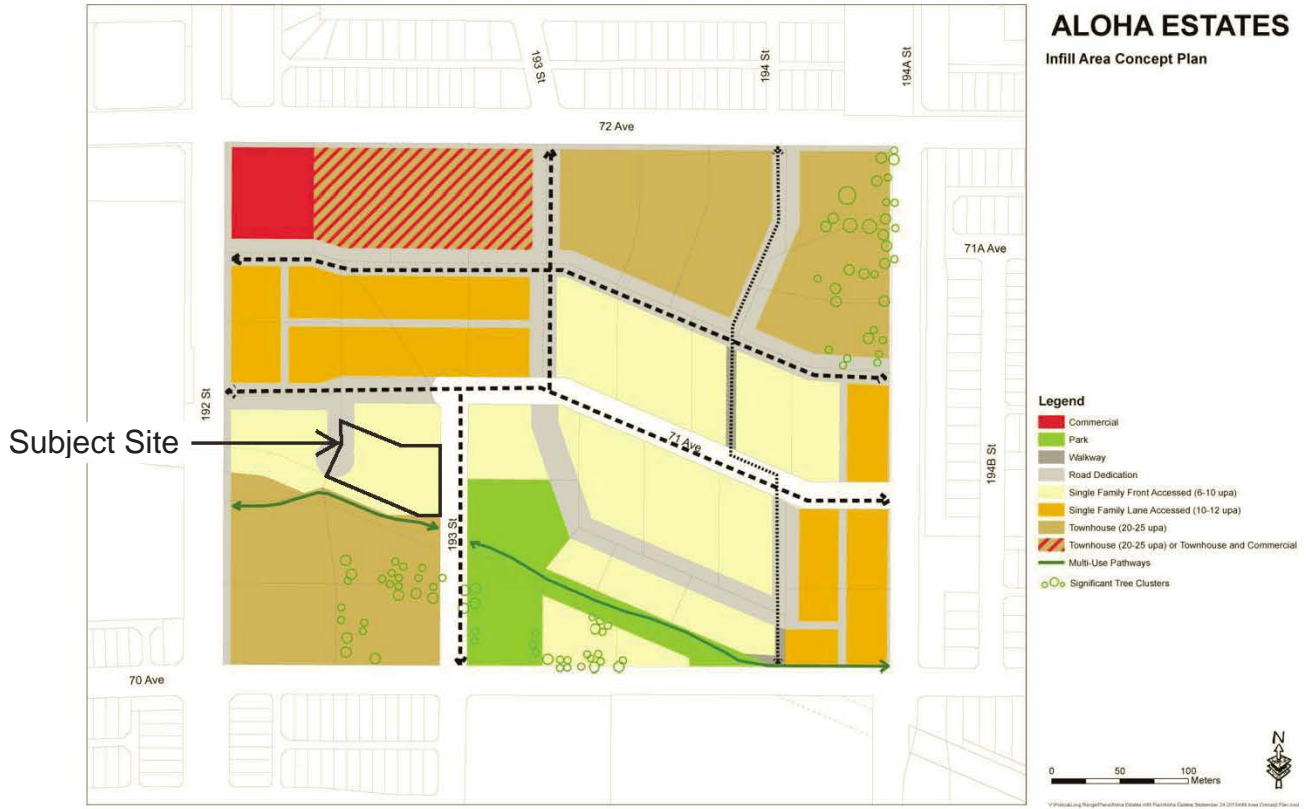 ALOHA ESTATES
Infill Area Concept Plan
193 St
194 St
194A St
72 Ave
71A Ave
192 St
71 Ave
194B St
Subject Site
193 St
70 Ave
Legend
Commercial
Park
Walkway
Road Dedication
Single Family Front Accessed (6-10 upa)
Single Family Lane Accessed (10-12 upa)
Townhouse (20-25 upa)
Townhouse (20-25 upa) or Townhouse and Commercial
Multi-Use Pathways
Significant Tree Clusters
N
0 50 100
Meters